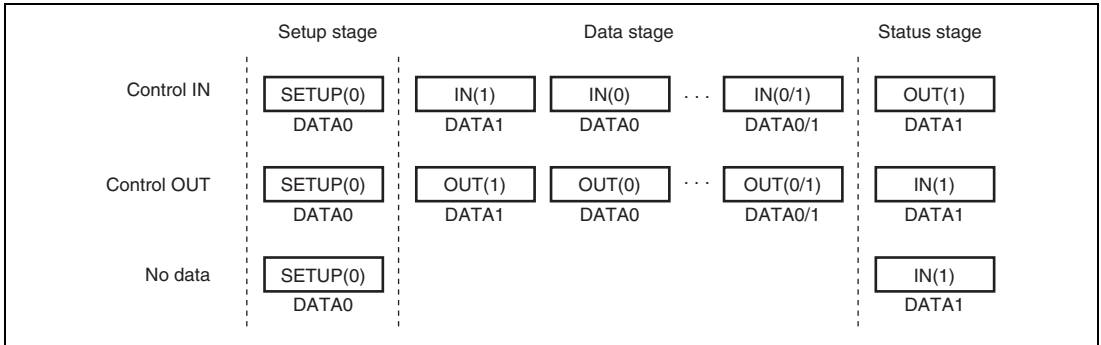 Setup stage Data stage Status stage
Control IN SETUP(0) IN(1) IN(0) . . . IN(0/1) OUT(1)
DATA0 DATA1 DATA0 DATA0/1 DATA1
Control OUT SETUP(0) OUT(1) OUT(0) . . . OUT(0/1) IN(1)
DATA0 DATA1 DATA0 DATA0/1 DATA1
No data SETUP(0) IN(1)
DATA0 DATA1